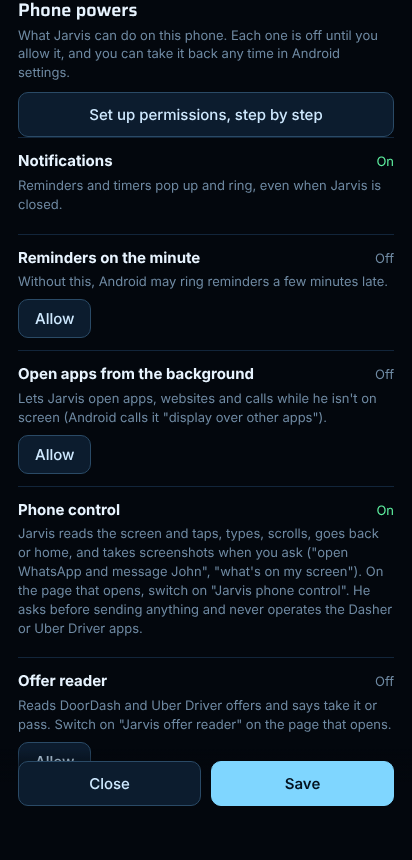 Phone powers
What Jarvis can do on this phone. Each one is off until you
allow it, and you can take it back any time in Android
settings.
Set up permissions, step by step
Notifications
On
Reminders and timers pop up and ring, even when Jarvis is
closed.
Reminders on the minute
Off
Without this, Android may ring reminders a few minutes late.
Allow
Open apps from the background
Off
Lets Jarvis open apps, websites and calls while he isn't on
screen (Android calls it "display over other apps").
Allow
Phone control
On
Jarvis reads the screen and taps, types, scrolls, goes back
or home, and takes screenshots when you ask ("open
WhatsApp and message John", "what's on my screen"). On
the page that opens, switch on "Jarvis phone control". He
asks before sending anything and never operates the Dasher
or Uber Driver apps.
Offer reader
Off
Reads DoorDash and Uber Driver offers and says take it or
pass. Switch on "Jarvis offer reader" on the page that opens.
Allow
Close
Save